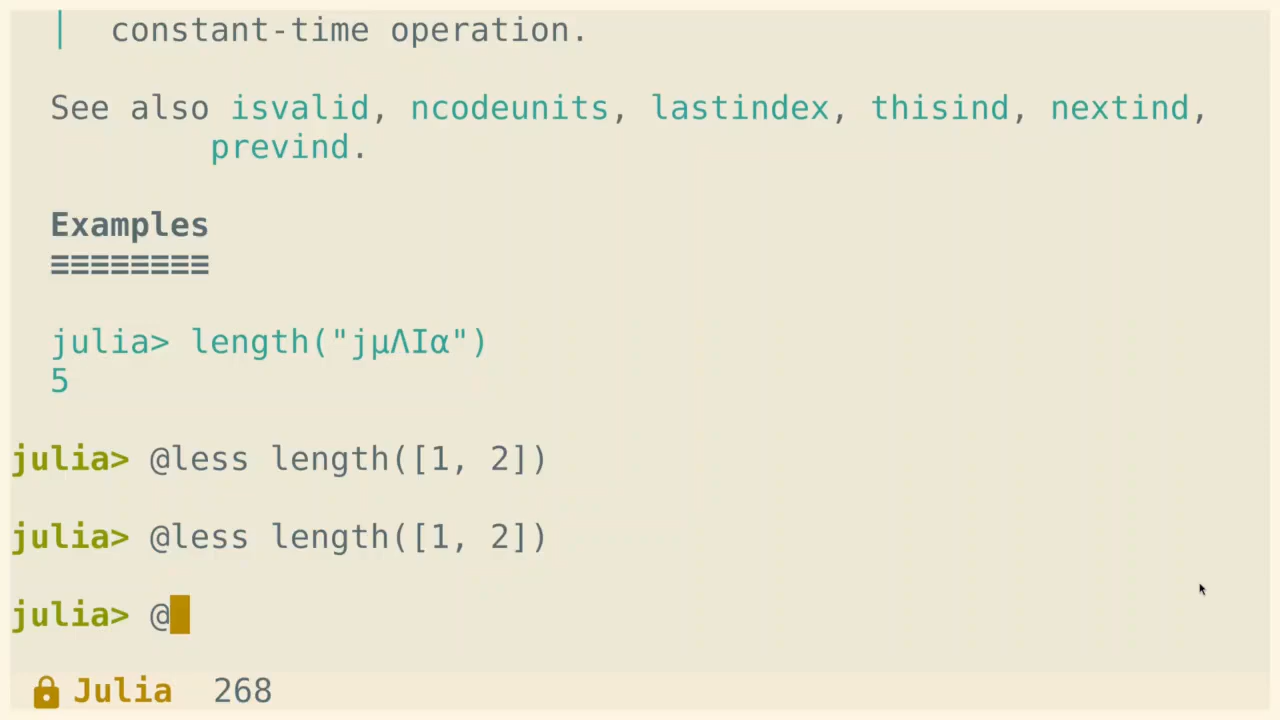 │ constant-time operation.
See also isvalid, ncodeunits, lastindex, thisind, nextind,
prevind.
Examples
≡≡≡≡≡≡≡≡
julia> length("jμΛIα")
5
julia> @less length([1, 2])
julia> @less length([1, 2])
julia> @
Julia 268